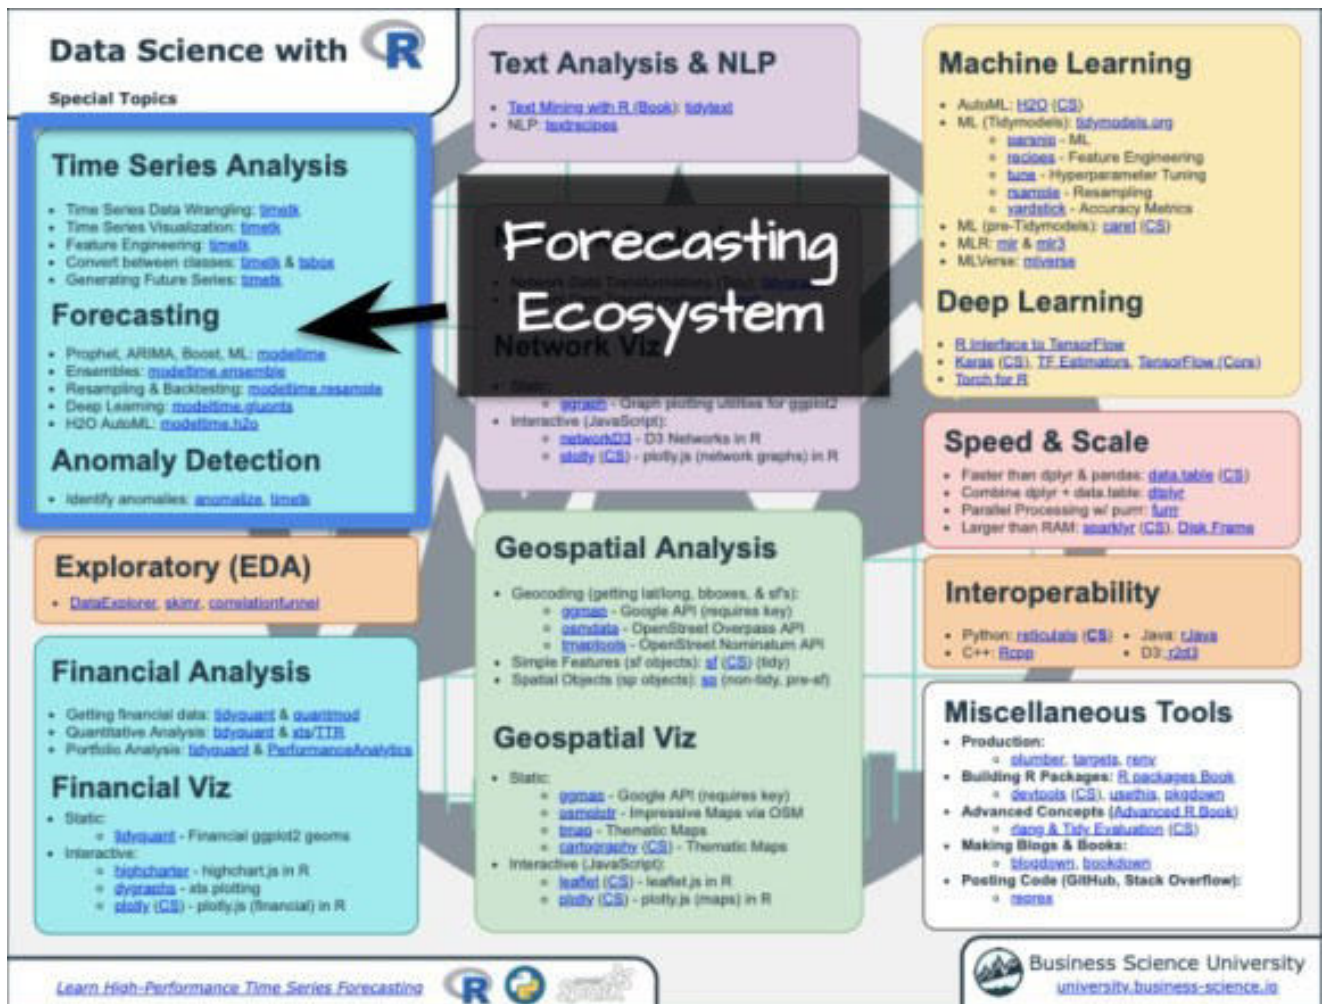 Data Science with R
Special Topics
Time Series Analysis
• Time Series Data Wrangling: timetk
• Time Series Visualization: timetk
• Feature Engineering: timetk
• Convert between classes: timetk & tsbox
• Generating Future Series: timetk
Forecasting
• Prophet, ARIMA, Boost, ML: modeltime
• Ensembles: modeltime.ensemble
• Resampling & Backtesting: modeltime.resample
• Deep Learning: modeltime.gluonts
• H2O AutoML: modeltime.h2o
Anomaly Detection
• Identify anomalies: anomalize, timetk
Exploratory (EDA)
• DataExplorer, skimr, correlationfunnel
Financial Analysis
• Getting financial data: tidyquant & quantmod
• Quantitative Analysis: tidyquant & xts/TTR
• Portfolio Analysis: tidyquant & PerformanceAnalytics
Financial Viz
• Static:
◦ tidyquant - Financial ggplot2 geoms
• Interactive:
◦ highcharter - highchart.js in R
◦ dygraphs - xts plotting
◦ plotly (CS) - plotly.js (financial) in R
Learn High-Performance Time Series Forecasting
R
Text Analysis & NLP
• Text Mining with R (Book): tidytext
• NLP: textrecipes
Forecasting
Ecosystem
Network Viz
• Static:
◦ ggraph - Graph plotting utilities for ggplot2
• Interactive (JavaScript):
◦ networkD3 - D3 Networks in R
◦ plotly (CS) - plotly.js (network graphs) in R
Geospatial Analysis
• Geocoding (getting lat/long, bboxes, & sf's):
◦ ggmap - Google API (requires key)
◦ osmdata - OpenStreet Overpass API
◦ tmaptools - OpenStreet Nominatum API
• Simple Features (sf objects): sf (CS) (tidy)
• Spatial Objects (sp objects): sp (non-tidy, pre-sf)
Geospatial Viz
• Static:
◦ ggmap - Google API (requires key)
◦ osmplotr - Impressive Maps via OSM
◦ tmap - Thematic Maps
◦ cartography (CS) - Thematic Maps
• Interactive (JavaScript):
◦ leaflet (CS) - leaflet.js in R
◦ plotly (CS) - plotly.js (maps) in R
Machine Learning
• AutoML: H2O (CS)
• ML (Tidymodels): tidymodels.org
◦ parsnip - ML
◦ recipes - Feature Engineering
◦ tune - Hyperparameter Tuning
◦ rsample - Resampling
◦ yardstick - Accuracy Metrics
• ML (pre-Tidymodels): caret (CS)
• MLR: mlr & mlr3
• MLVerse: mlverse
Deep Learning
• R Interface to TensorFlow
• Keras (CS), TF Estimators, TensorFlow (Core)
• Torch for R
Speed & Scale
• Faster than dplyr & pandas: data.table (CS)
• Combine dplyr + data.table: dtplyr
• Parallel Processing w/ purrr: furrr
• Larger than RAM: sparklyr (CS), Disk.Frame
Interoperability
• Python: reticulate (CS) • Java: rJava
• C++: Rcpp • D3: r2d3
Miscellaneous Tools
• Production:
◦ plumber, targets, renv
• Building R Packages: R packages Book
◦ devtools (CS), usethis, pkgdown
• Advanced Concepts (Advanced R Book)
◦ rlang & Tidy Evaluation (CS)
• Making Blogs & Books:
◦ blogdown, bookdown
• Posting Code (GitHub, Stack Overflow):
◦ reprex
Business Science University
university.business-science.io